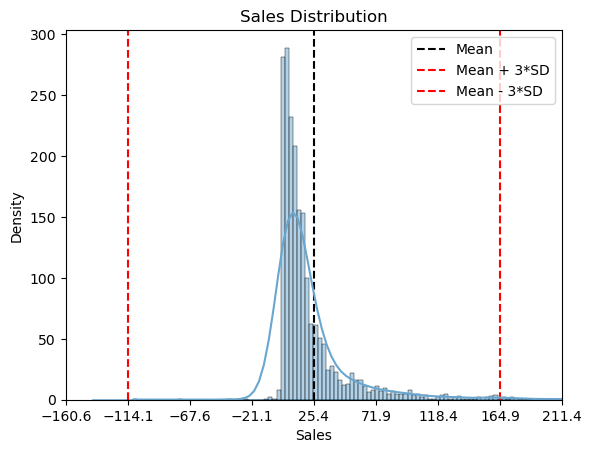 Sales Distribution
Mean
Mean + 3*SD
Mean - 3*SD
Density
300
250
200
150
100
50
0
−160.6 −114.1 −67.6 −21.1 25.4 71.9 118.4 164.9 211.4
Sales